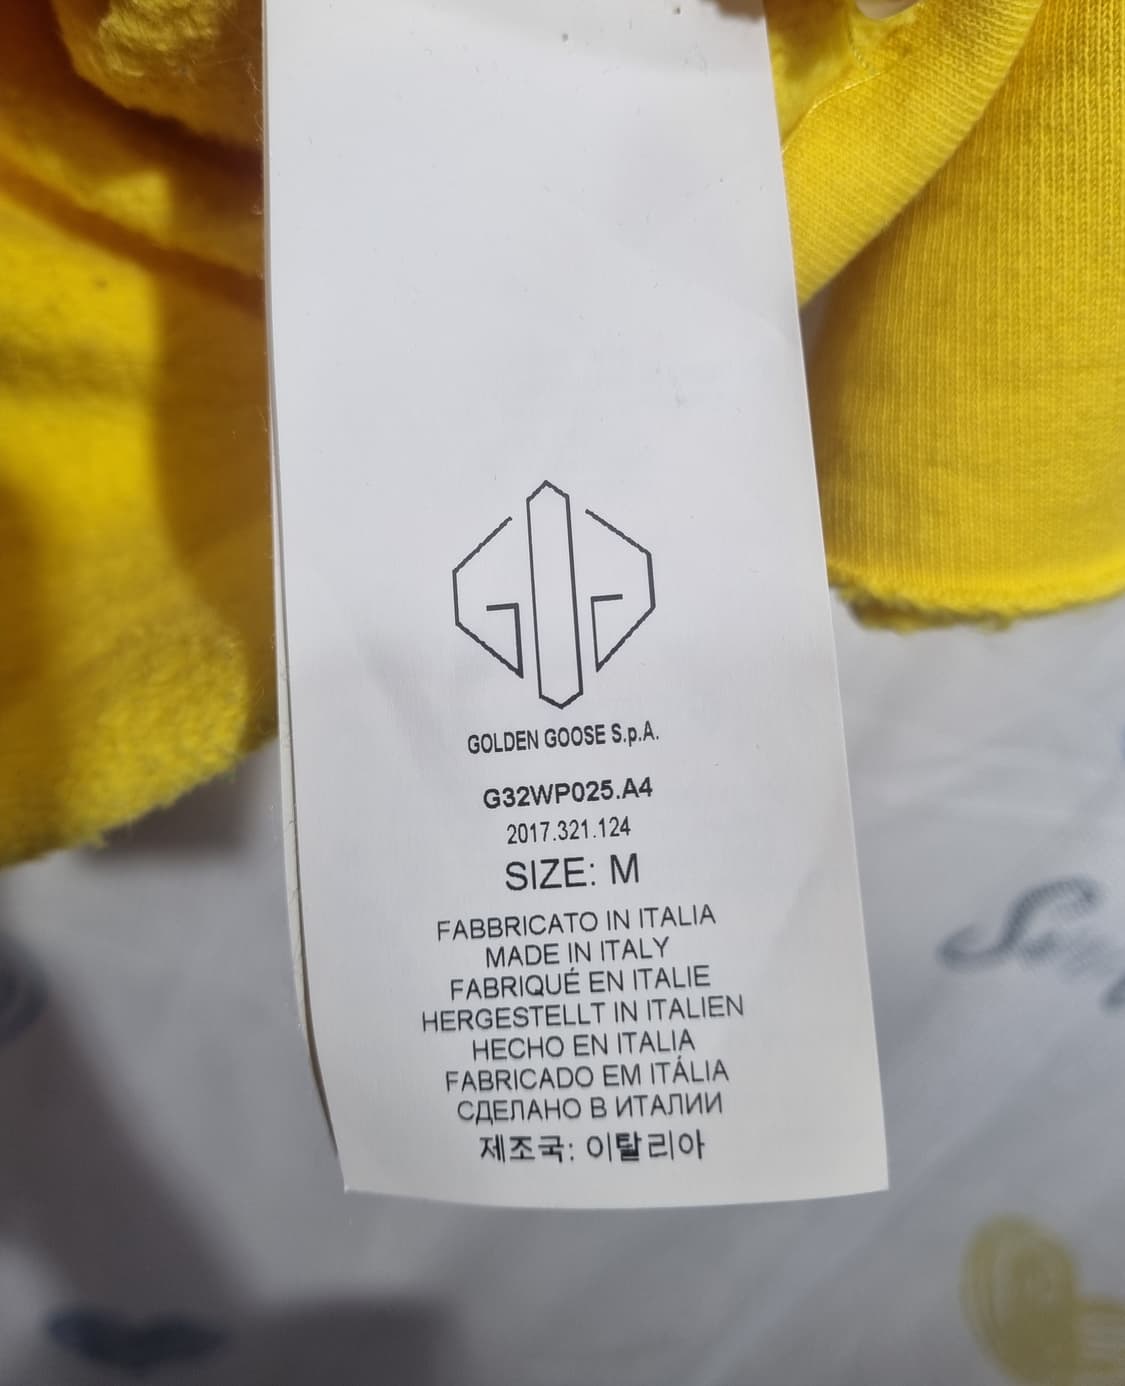 GOLDEN GOOSE S.p.A.
G32WP025.A4
2017.321.124
SIZE: M
FABBRICATO IN ITALIA
MADE IN ITALY
FABRIQUÉ EN ITALIE
HERGESTELLT IN ITALIEN
HECHO EN ITALIA
FABRICADO EM ITÁLIA
СДЕЛАНО В ИТАЛИИ
제조국: 이탈리아